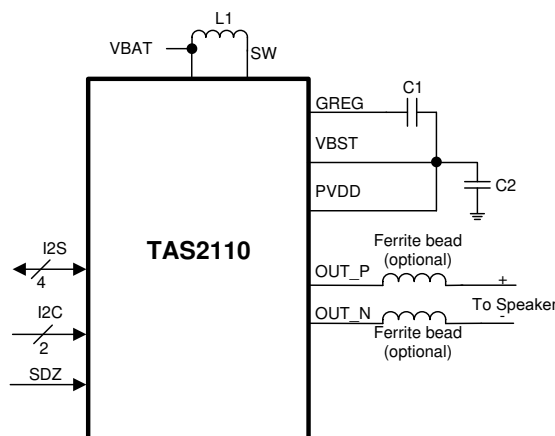 L1
VBAT
SW
GREG
C1
VBST
C2
PVDD
TAS2110
I2S
4
I2C
2
SDZ
Ferrite bead
(optional)
OUT_P
+
To Speaker
OUT_N
-
Ferrite bead
(optional)